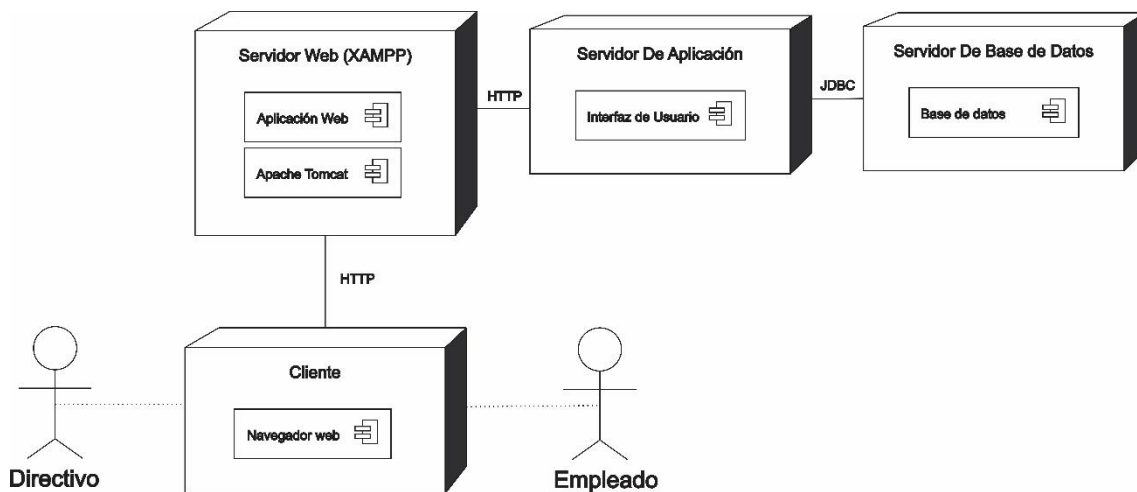 Servidor Web (XAMPP)
Aplicación Web
Apache Tomcat
HTTP
Servidor De Aplicación
Interfaz de Usuario
JDBC
Servidor De Base de Datos
Base de datos
HTTP
Cliente
Navegador web
Directivo
Empleado